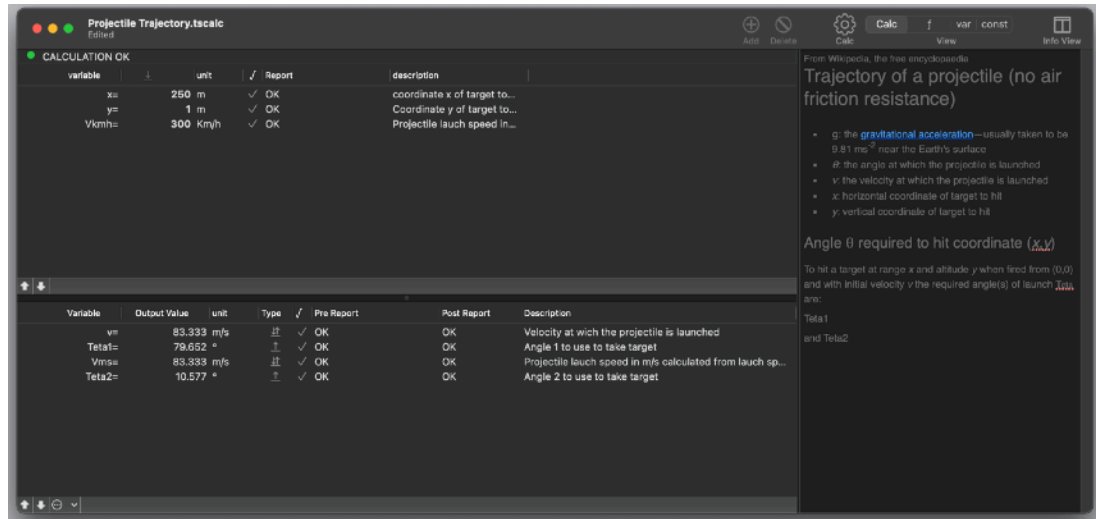 Projectile Trajectory.tscalc
Edited
Add Delete Calc Calc f var const View Info View
CALCULATION OK
variable unit √ Report description
x= 250 m ✓ OK coordinate x of target to...
y= 1 m ✓ OK Coordinate y of target to...
Vkmh= 300 Km/h ✓ OK Projectile lauch speed in...
Variable Output Value unit Type √ Pre Report Post Report Description
v= 83.333 m/s ✓ OK OK Velocity at wich the projectile is launched
Teta1= 79.652 ° ✓ OK OK Angle 1 to use to take target
Vms= 83.333 m/s ✓ OK OK Projectile lauch speed in m/s calculated from lauch sp...
Teta2= 10.577 ° ✓ OK OK Angle 2 to use to take target
From Wikipedia, the free encyclopaedia
Trajectory of a projectile (no air
friction resistance)
• g: the gravitational acceleration—usually taken to be
9.81 ms⁻² near the Earth's surface
• θ: the angle at which the projectile is launched
• v: the velocity at which the projectile is launched
• x: horizontal coordinate of target to hit
• y: vertical coordinate of target to hit
Angle θ required to hit coordinate (x,y)
To hit a target at range x and altitude y when fired from (0,0)
and with initial velocity v the required angle(s) of launch Teta
are:
Teta1
and Teta2